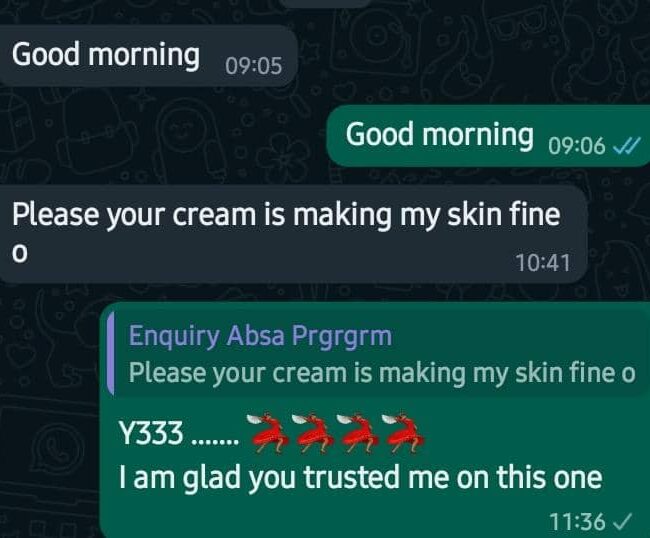 Good morning 09:05
Good morning 09:06
Please your cream is making my skin fine
o
10:41
Enquiry Absa Prgrgrm
Please your cream is making my skin fine o
Y333 ....... 💃💃💃💃
I am glad you trusted me on this one
11:36